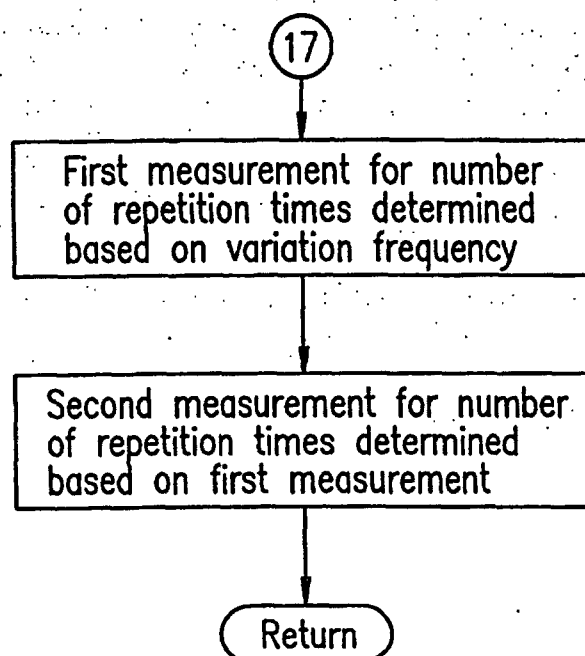 17
First measurement for number
of repetition times determined
based on variation frequency
Second measurement for number
of repetition times determined
based on first measurement
Return